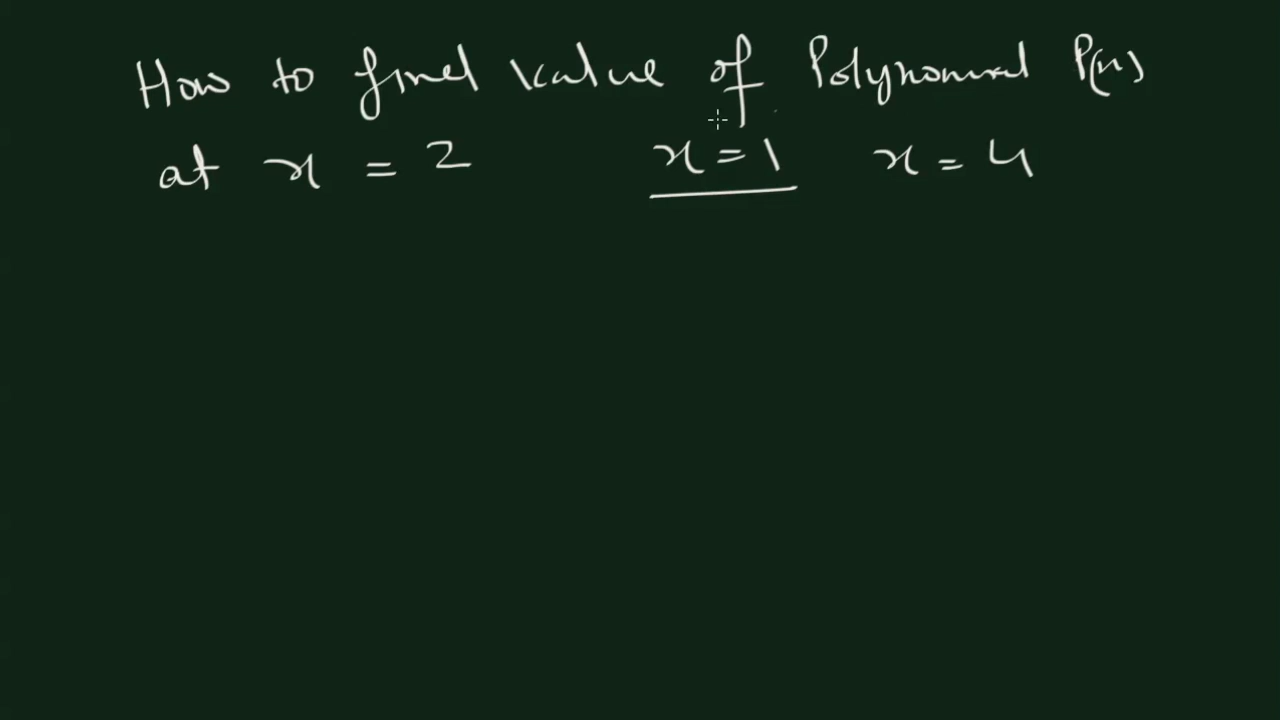 How to find value of Polynomial P(x)
at x = 2 x = 1 x = 4